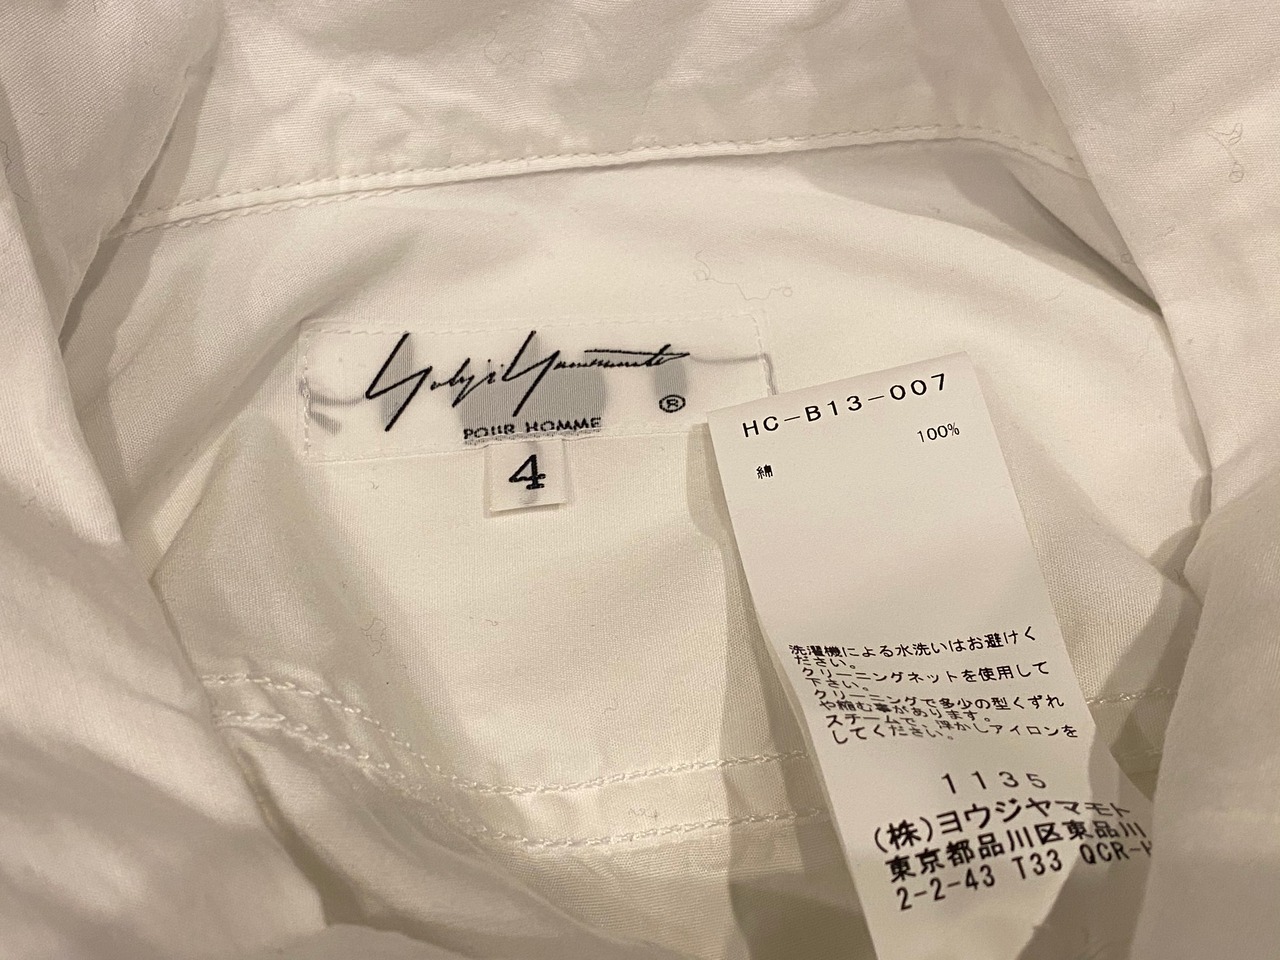 Yohji Yamamoto
®
POUR HOMME
4
HC-B13-007
100%
綿
洗濯機による水洗いはお避けく
ださい。
クリーニングネットを使用して
下さい。
クリーニングで多少の型くずれ
や縮む事があります。
スチームで、浮かしアイロンを
してください。
1135
(株)ヨウジヤマモト
東京都品川区東品川
2-2-43 T33 QCR-